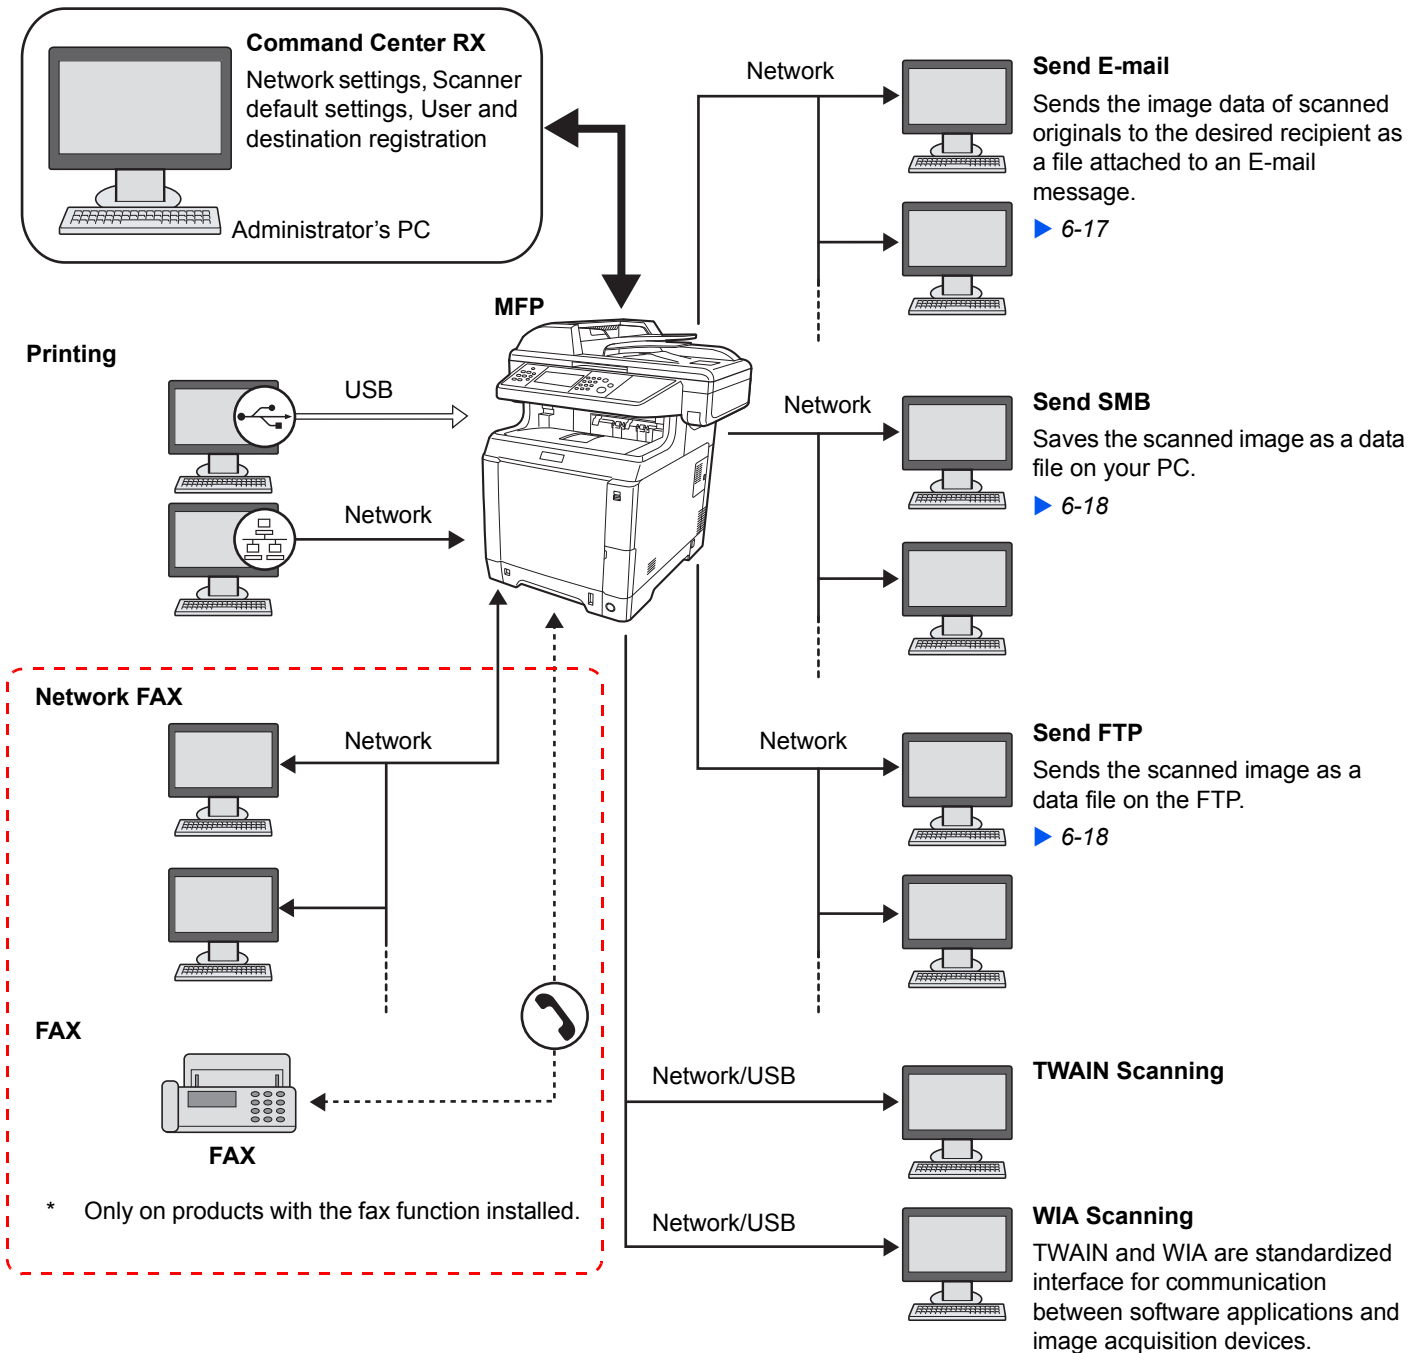 Command Center RX
Network settings, Scanner
default settings, User and
destination registration
Administrator’s PC
Network
Send E-mail
Sends the image data of scanned
originals to the desired recipient as
a file attached to an E-mail
message.
6-17
MFP
Printing
USB
Network
Network
Send SMB
Saves the scanned image as a data
file on your PC.
6-18
Network FAX
Network
Network
Send FTP
Sends the scanned image as a
data file on the FTP.
6-18
FAX
FAX
* Only on products with the fax function installed.
Network/USB
TWAIN Scanning
Network/USB
WIA Scanning
TWAIN and WIA are standardized
interface for communication
between software applications and
image acquisition devices.